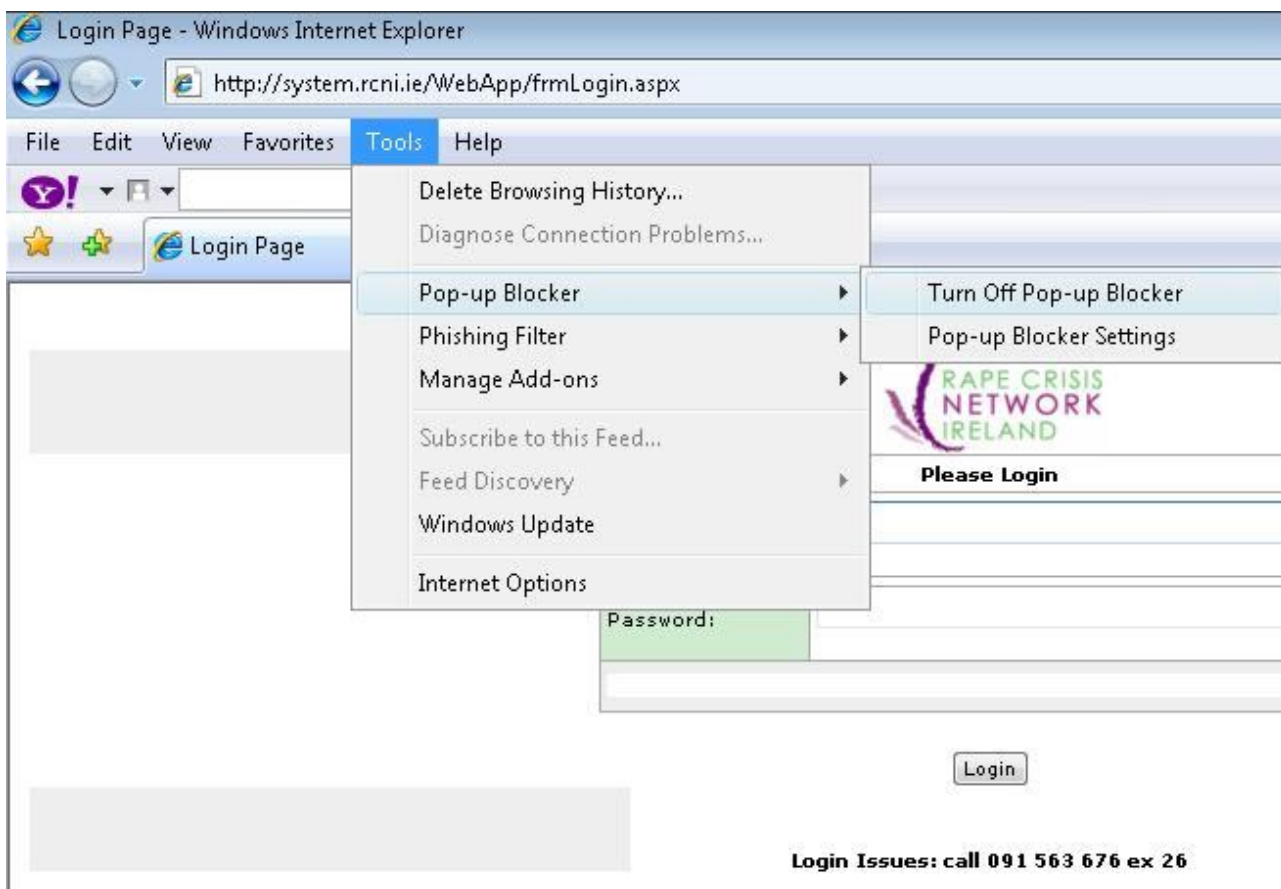 Login Page - Windows Internet Explorer
http://system.rcni.ie/WebApp/frmLogin.aspx
File Edit View Favorites Tools Help
Y!
Login Page
Delete Browsing History...
Diagnose Connection Problems...
Pop-up Blocker
Phishing Filter
Manage Add-ons
Subscribe to this Feed...
Feed Discovery
Windows Update
Internet Options
Turn Off Pop-up Blocker
Pop-up Blocker Settings
RAPE CRISIS
NETWORK
IRELAND
Please Login
Password:
Login
Login Issues: call 091 563 676 ex 26